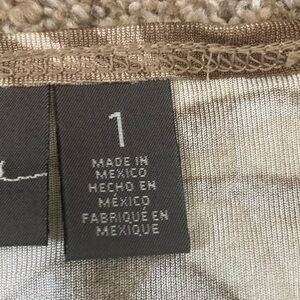 1
MADE IN
MEXICO
HECHO EN
MÉXICO
FABRIQUÉ EN
MEXIQUE